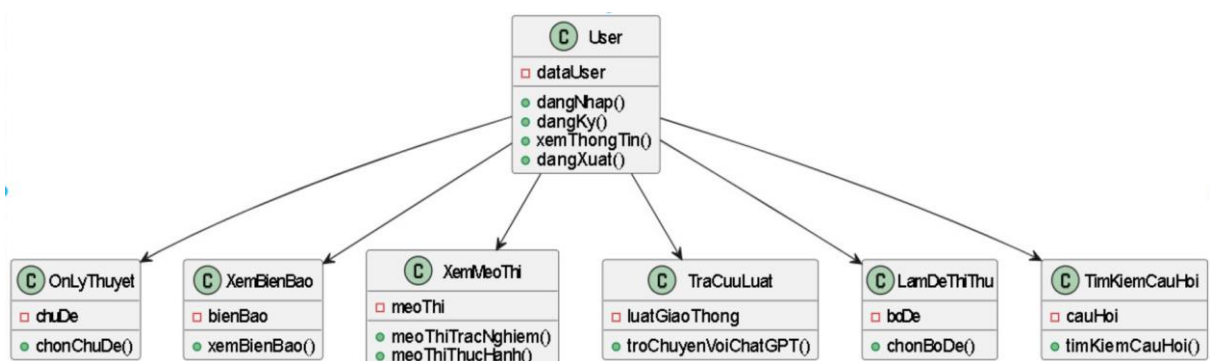 C User
dataUser
dangNhap()
dangKy()
xemThongTin()
dangXuat()
C OnLyThuyet
chuDe
chonChuDe()
C XemBienBao
bienBao
xemBienBao()
C XemMeoThi
meoThi
meoThiTracNghiem()
meoThiThucHanh()
C TraCuuLuat
luatGiaoThong
troChuyenVoiChatGPT()
C LamDeThiThu
boDe
chonBoDe()
C TimKiemCauHoi
cauHoi
timKiemCauHoi()